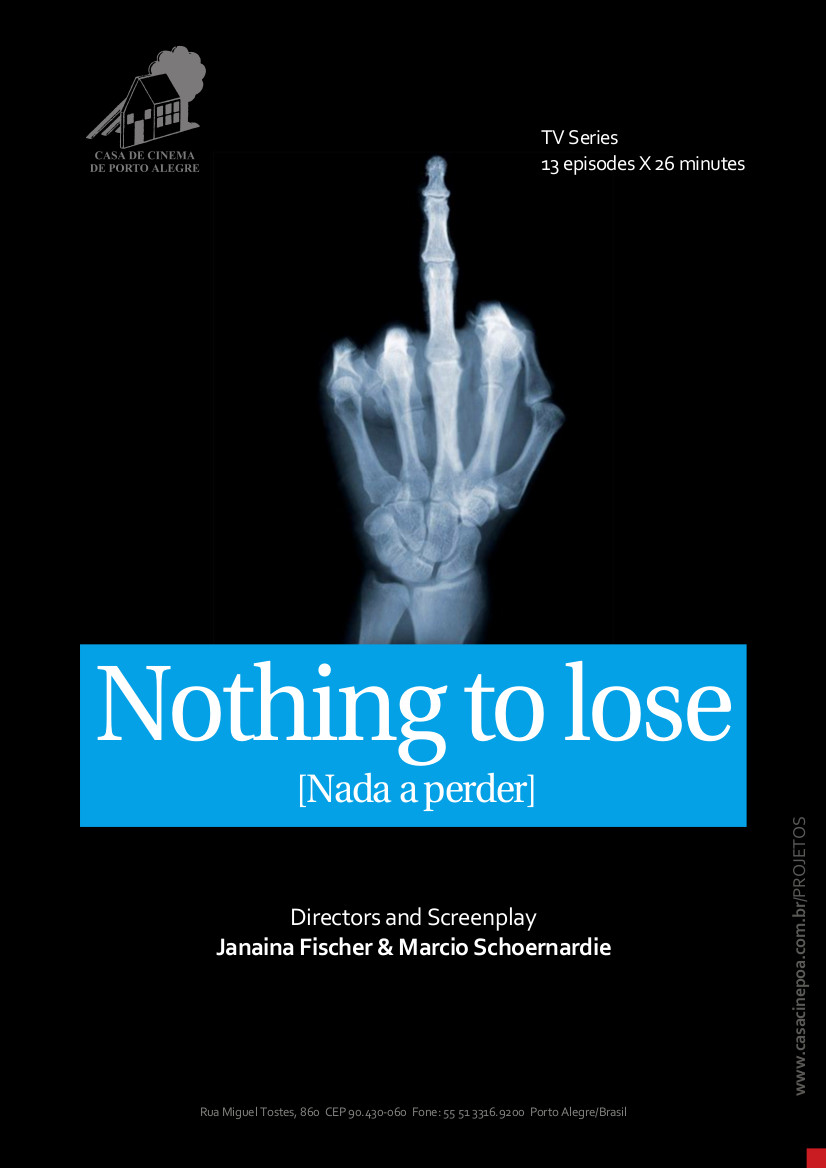 CASA DE CINEMA
DE PORTO ALEGRE
TV Series
13 episodes X 26 minutes
Nothing to lose
[Nada a perder]
Directors and Screenplay
Janaina Fischer & Marcio Schoernardie
www.casacinepoa.com.br/PROJETOS
Rua Miguel Tostes, 860 CEP 90.430-060 Fone: 55 51 3316.9200 Porto Alegre/Brasil